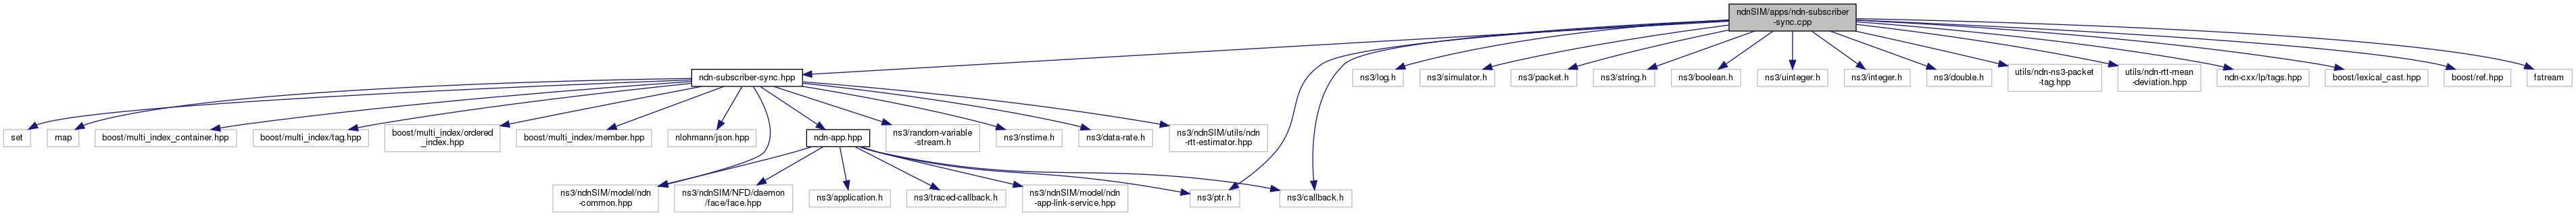 ndnSIM/apps/ndn-subscriber
-sync.cpp
ndn-subscriber-sync.hpp
ns3/log.h
ns3/simulator.h
ns3/packet.h
ns3/string.h
ns3/boolean.h
ns3/uinteger.h
ns3/integer.h
ns3/double.h
utils/ndn-ns3-packet
-tag.hpp
utils/ndn-rtt-mean
-deviation.hpp
ndn-cxx/lp/tags.hpp
boost/lexical_cast.hpp
boost/ref.hpp
fstream
set
map
boost/multi_index_container.hpp
boost/multi_index/tag.hpp
boost/multi_index/ordered
_index.hpp
boost/multi_index/member.hpp
nlohmann/json.hpp
ndn-app.hpp
ns3/random-variable
-stream.h
ns3/nstime.h
ns3/data-rate.h
ns3/ndnSIM/utils/ndn
-rtt-estimator.hpp
ns3/ndnSIM/model/ndn
-common.hpp
ns3/ndnSIM/NFD/daemon
/face/face.hpp
ns3/application.h
ns3/traced-callback.h
ns3/ndnSIM/model/ndn
-app-link-service.hpp
ns3/ptr.h
ns3/callback.h